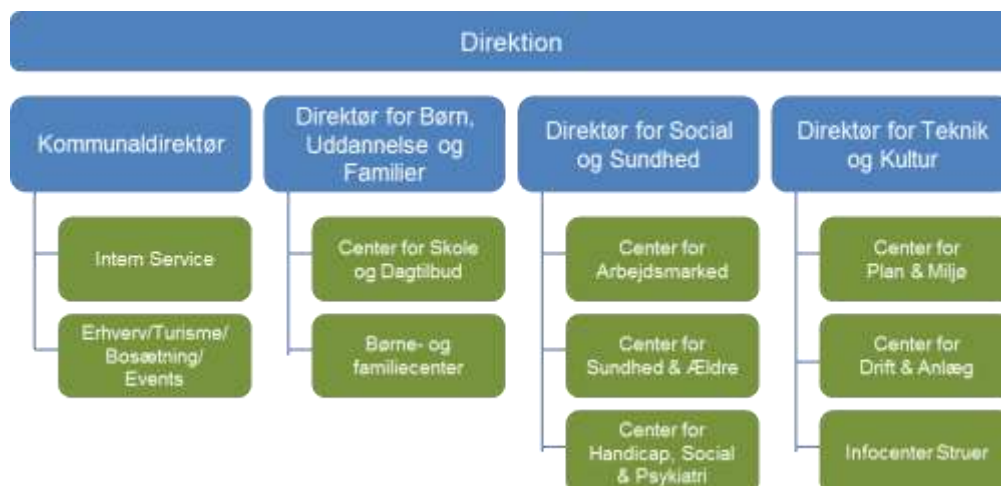 Direktion
Kommunaldirektør
Intern Service
Erhverv/Turisme/
Bosætning/
Events
Direktør for Børn,
Uddannelse og
Familier
Center for Skole
og Dagtilbud
Børne- og
familiecenter
Direktør for Social
og Sundhed
Center for
Arbejdsmarked
Center for
Sundhed & Ældre
Center for
Handicap, Social
& Psykiatri
Direktør for Teknik
og Kultur
Center for
Plan & Miljø
Center for
Drift & Anlæg
Infocenter Struer